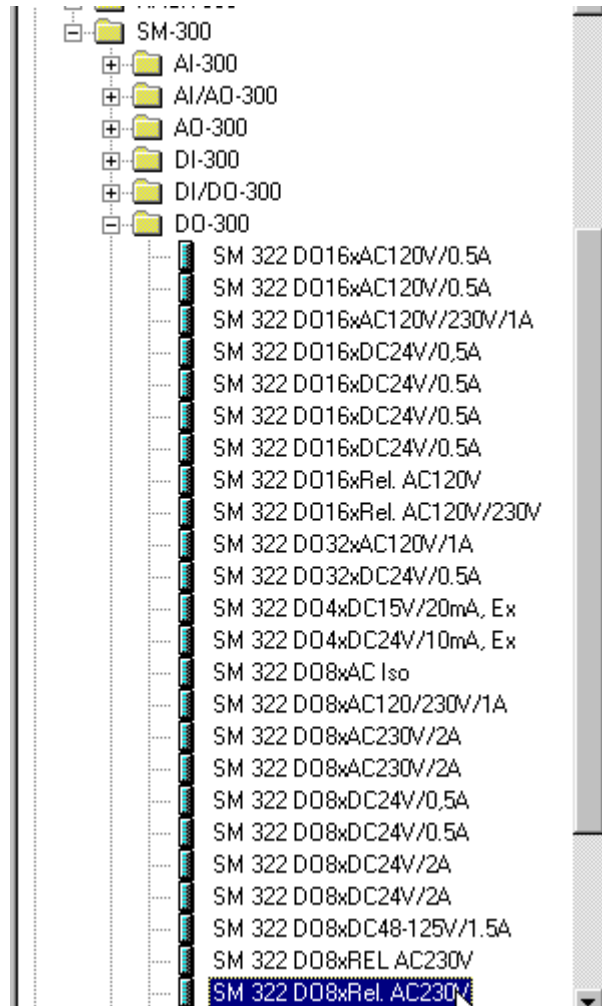 SM-300
AI-300
AI/AO-300
AO-300
DI-300
DI/DO-300
DO-300
SM 322 DO16xAC120V/0.5A
SM 322 DO16xAC120V/0.5A
SM 322 DO16xAC120V/230V/1A
SM 322 DO16xDC24V/0,5A
SM 322 DO16xDC24V/0.5A
SM 322 DO16xDC24V/0.5A
SM 322 DO16xDC24V/0.5A
SM 322 DO16xRel. AC120V
SM 322 DO16xRel. AC120V/230V
SM 322 DO32xAC120V/1A
SM 322 DO32xDC24V/0.5A
SM 322 DO4xDC15V/20mA, Ex
SM 322 DO4xDC24V/10mA, Ex
SM 322 DO8xAC Iso
SM 322 DO8xAC120/230V/1A
SM 322 DO8xAC230V/2A
SM 322 DO8xAC230V/2A
SM 322 DO8xDC24V/0,5A
SM 322 DO8xDC24V/0.5A
SM 322 DO8xDC24V/2A
SM 322 DO8xDC24V/2A
SM 322 DO8xDC48-125V/1.5A
SM 322 DO8xREL AC230V
SM 322 DO8xRel. AC230V